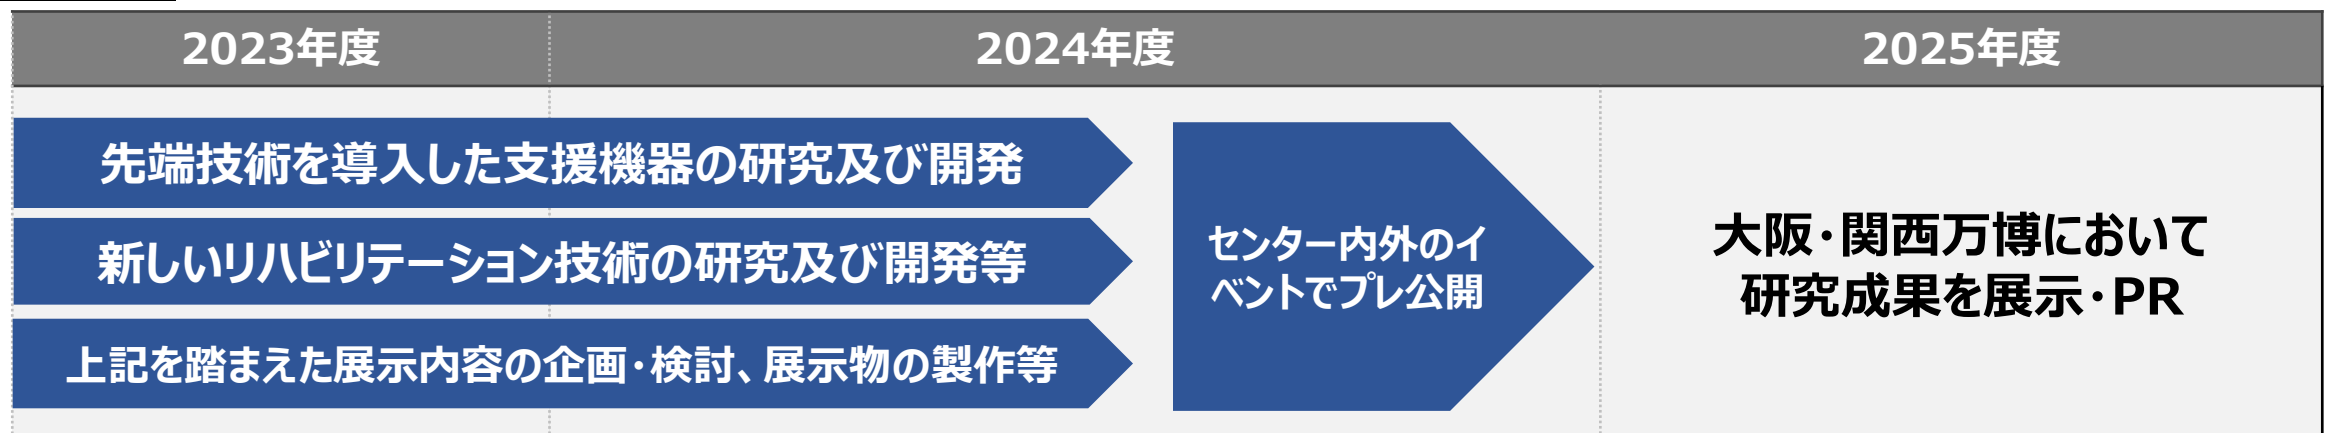 2023年度
2024年度
2025年度
先端技術を導入した支援機器の研究及び開発
新しいリハビリテーション技術の研究及び開発等
上記を踏まえた展示内容の企画・検討、展示物の製作等
センター内外のイ
ベントでプレ公開
大阪・関西万博において
研究成果を展示・PR